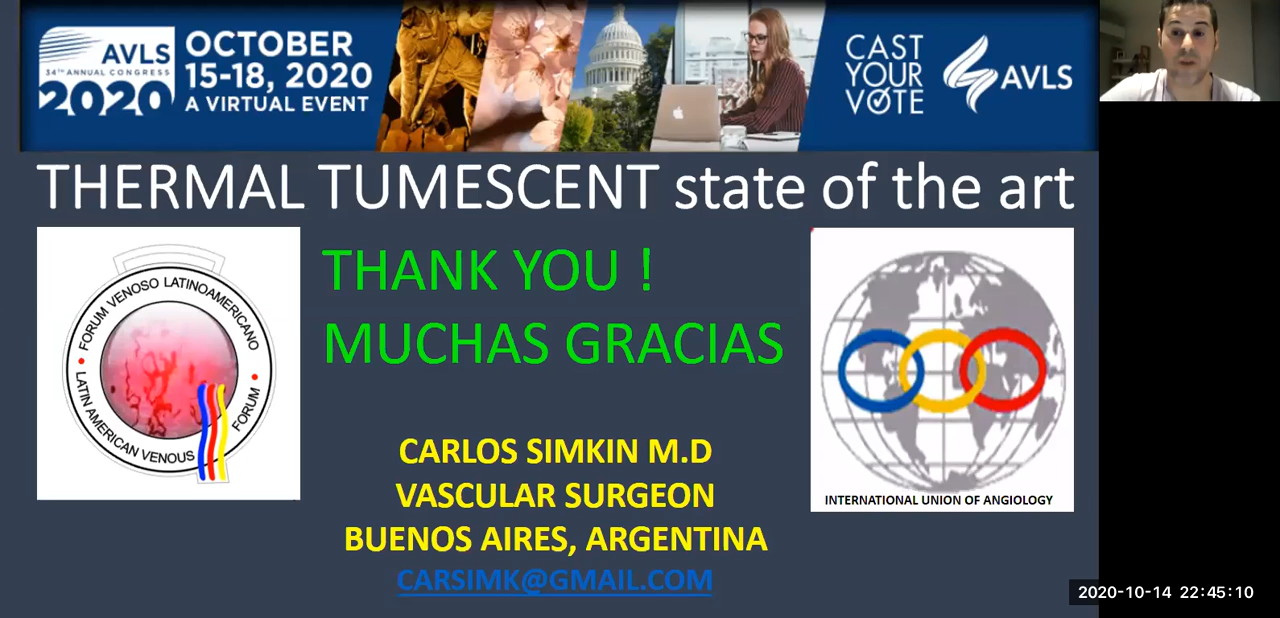 AVLS
34TH ANNUAL CONGRESS
2020
OCTOBER
15-18, 2020
A VIRTUAL EVENT
CAST
YOUR
VOTE
AVLS
THERMAL TUMESCENT state of the art
FORUM VENOSO LATINOAMERICANO
LATIN AMERICAN VENOUS FORUM
THANK YOU !
MUCHAS GRACIAS
CARLOS SIMKIN M.D
VASCULAR SURGEON
BUENOS AIRES, ARGENTINA
CARSIMK@GMAIL.COM
INTERNATIONAL UNION OF ANGIOLOGY
2020-10-14 22:45:10